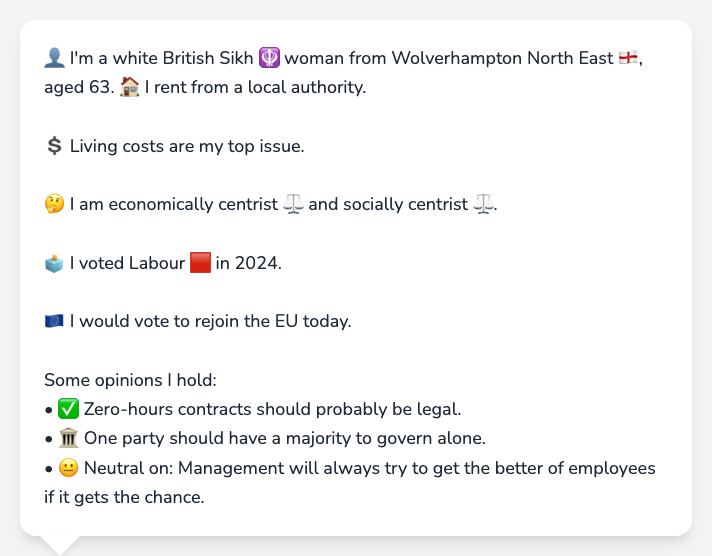 👤 I'm a white British Sikh 🪯 woman from Wolverhampton North East 🏴󠁧󠁢󠁥󠁮󠁧󠁿,
aged 63. 🏠 I rent from a local authority.
💲 Living costs are my top issue.
🤔 I am economically centrist ⚖️ and socially centrist ⚖️.
🗳️ I voted Labour 🟥 in 2024.
🇪🇺 I would vote to rejoin the EU today.
Some opinions I hold:
• ✅ Zero-hours contracts should probably be legal.
• 🏛️ One party should have a majority to govern alone.
• 😐 Neutral on: Management will always try to get the better of employees
if it gets the chance.